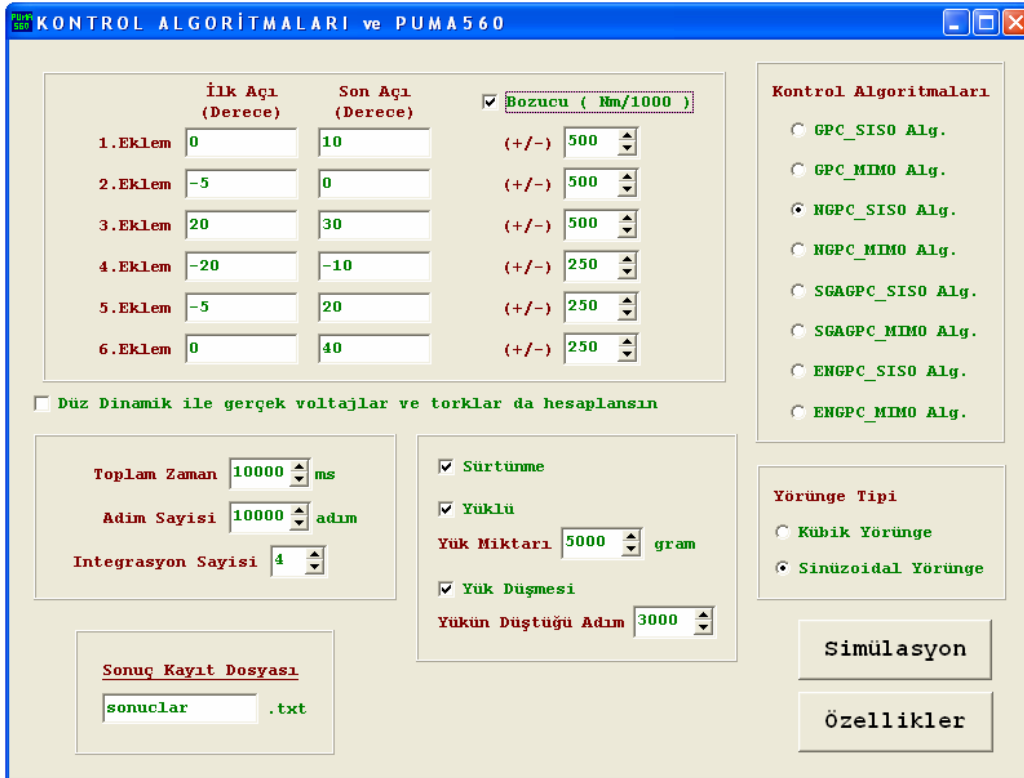 PUMA 560 KONTROL ALGORİTMALARI ve PUMA560
İlk Açı Son Açı
(Derece) (Derece)
Bozucu ( Nm/1000 )
1.Eklem 0 10 (+/-) 500
2.Eklem -5 0 (+/-) 500
3.Eklem 20 30 (+/-) 500
4.Eklem -20 -10 (+/-) 250
5.Eklem -5 20 (+/-) 250
6.Eklem 0 40 (+/-) 250
Kontrol Algoritmaları
GPC_SISO Alg.
GPC_MIMO Alg.
NGPC_SISO Alg.
NGPC_MIMO Alg.
SGAGPC_SISO Alg.
SGAGPC_MIMO Alg.
ENGPC_SISO Alg.
ENGPC_MIMO Alg.
Düz Dinamik ile gerçek voltajlar ve torklar da hesaplansın
Toplam Zaman 10000 ms
Adim Sayisi 10000 adım
Integrasyon Sayisi 4
Sürtünme
Yüklü
Yük Miktarı 5000 gram
Yük Düşmesi
Yükün Düştüğü Adım 3000
Yörünge Tipi
Kübik Yörünge
Sinüzoidal Yörünge
Sonuç Kayıt Dosyası
sonuclar .txt
Simülasyon
Özellikler